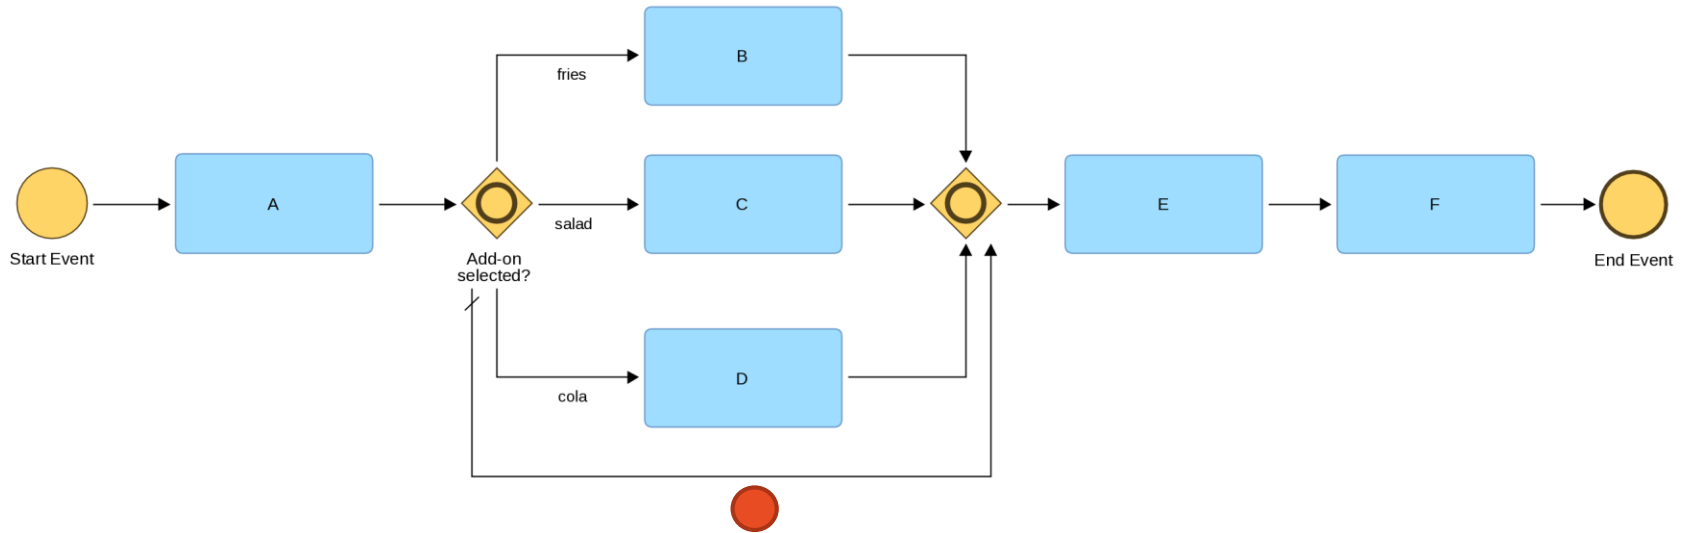 B
fries
A
C
E
F
salad
Start Event
Add-on
selected?
End Event
D
cola